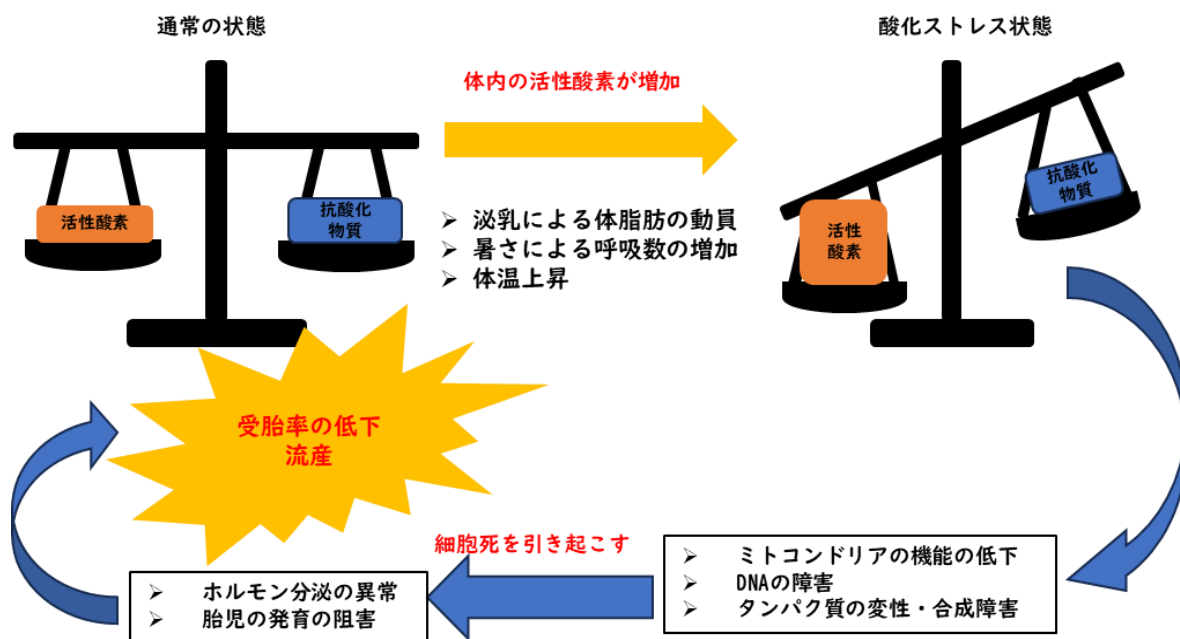 通常の状態
酸化ストレス状態
体内の活性酸素が増加
活性酸素
抗酸化
物質
➢ 泌乳による体脂肪の動員
➢ 暑さによる呼吸数の増加
➢ 体温上昇
活性
酸素
抗酸化
物質
受胎率の低下
流産
細胞死を引き起こす
➢ ミトコンドリアの機能の低下
➢ DNAの障害
➢ タンパク質の変性・合成障害
➢ ホルモン分泌の異常
➢ 胎児の発育の阻害